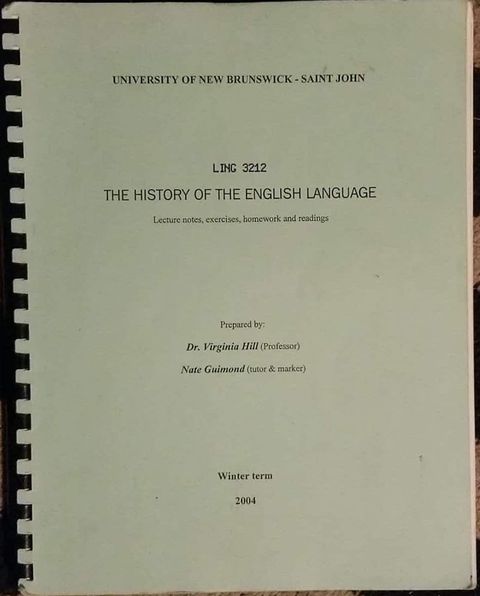 UNIVERSITY OF NEW BRUNSWICK - SAINT JOHN
LING 3212
THE HISTORY OF THE ENGLISH LANGUAGE
Lecture notes, exercises, homework and readings
Prepared by:
Dr. Virginia Hill (Professor)
Nate Guimond (tutor & marker)
Winter term
2004